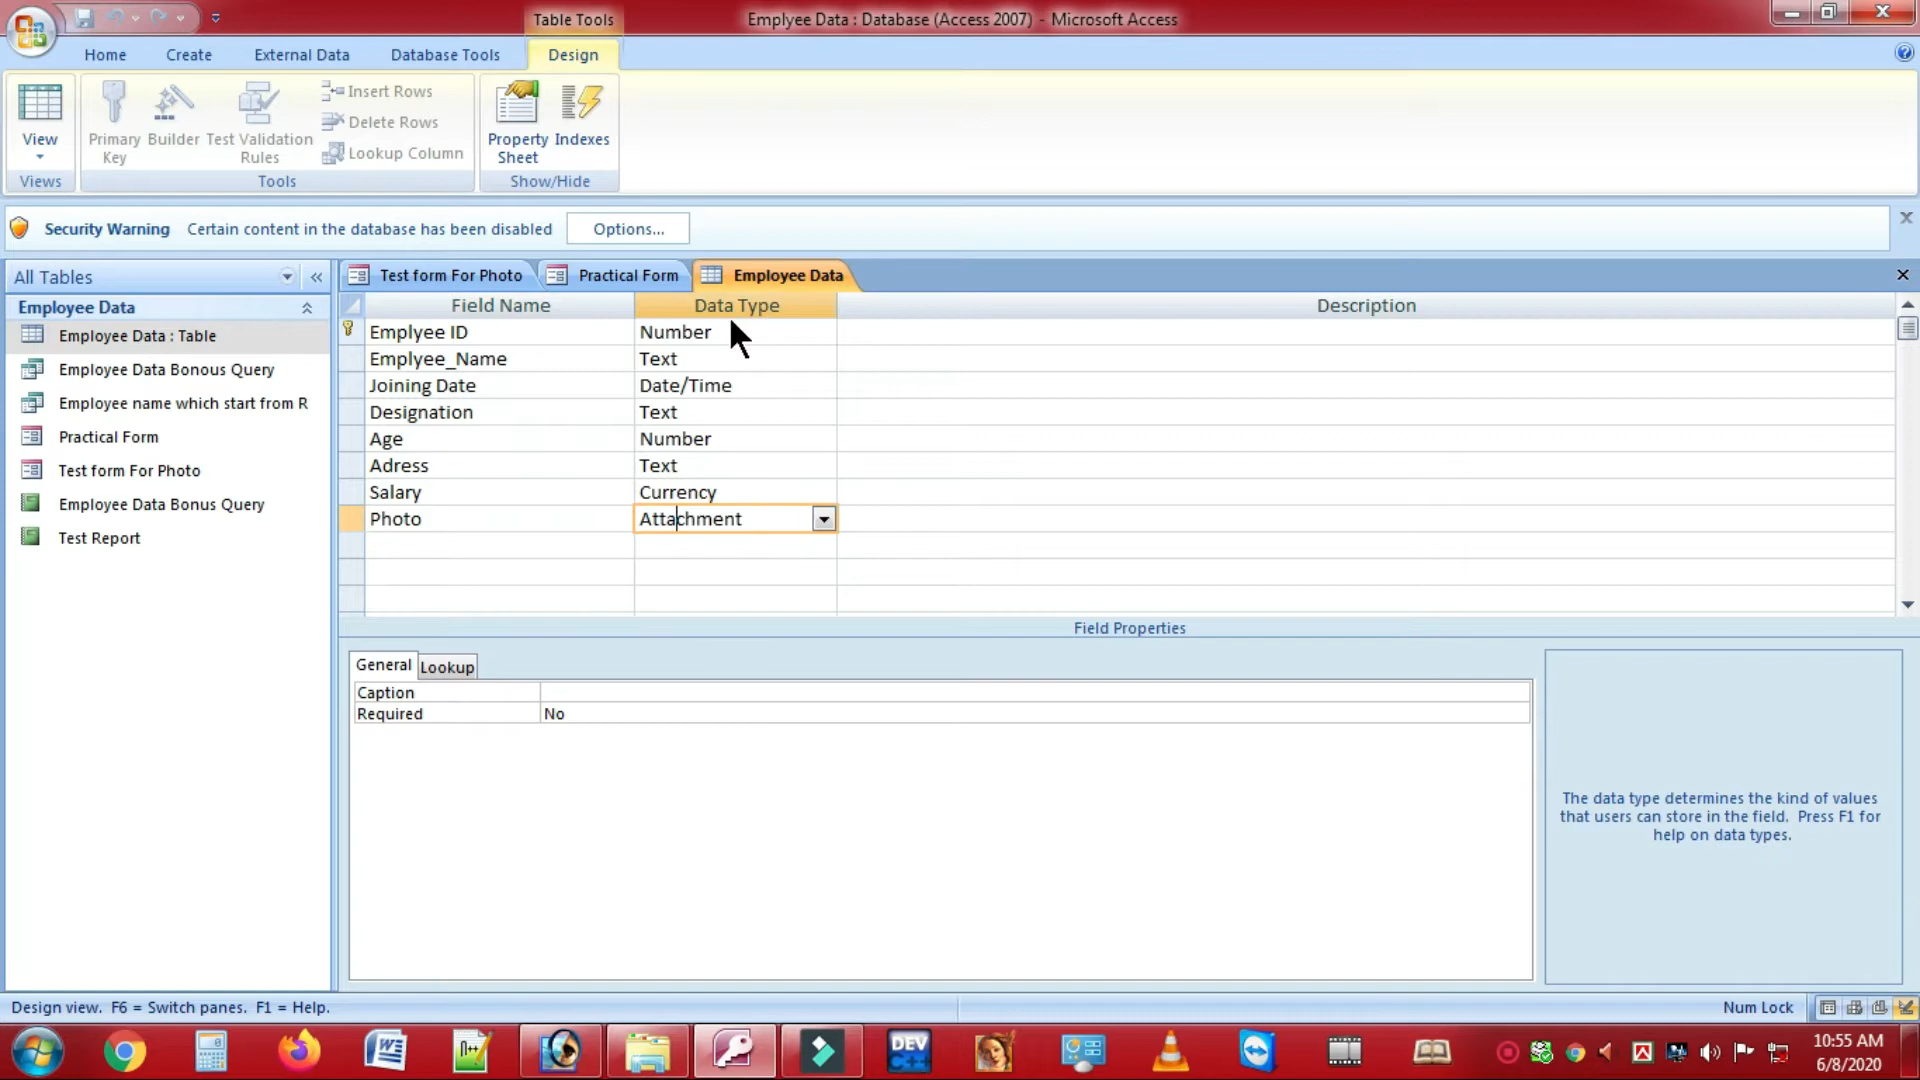 Table Tools
Emplyee Data : Database (Access 2007) - Microsoft Access
Home
Create
External Data
Database Tools
Design
View
Primary
Key
Builder
Test Validation
Rules
Insert Rows
Delete Rows
Lookup Column
Property
Sheet
Indexes
Views
Tools
Show/Hide
Security Warning Certain content in the database has been disabled Options...
All Tables
Employee Data
Employee Data : Table
Employee Data Bonous Query
Employee name which start from R
Practical Form
Test form For Photo
Employee Data Bonus Query
Test Report
Test form For Photo
Practical Form
Employee Data
Field Name Data Type Description
Emplyee ID Number
Emplyee_Name Text
Joining Date Date/Time
Designation Text
Age Number
Adress Text
Salary Currency
Photo Attachment
Field Properties
General Lookup
Caption
Required No
The data type determines the kind of values
that users can store in the field. Press F1 for
help on data types.
Design view. F6 = Switch panes. F1 = Help.
Num Lock
W
n++
DEV
C++
10:55 AM
6/8/2020